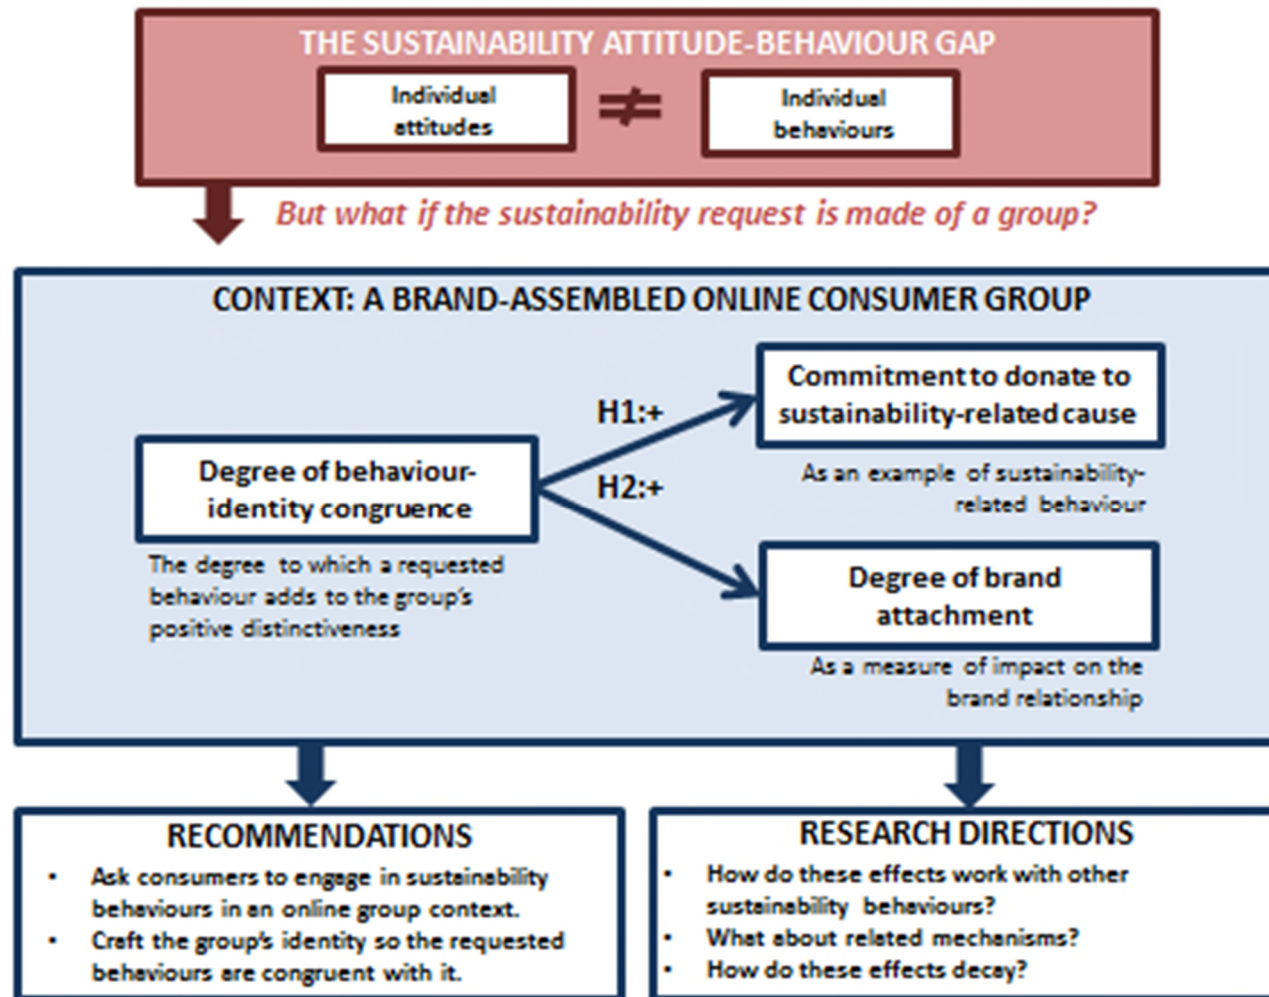 THE SUSTAINABILITY ATTITUDE-BEHAVIOUR GAP
Individual
attitudes
≠
Individual
behaviours
But what if the sustainability request is made of a group?
CONTEXT: A BRAND-ASSEMBLED ONLINE CONSUMER GROUP
Degree of behaviour-
identity congruence
The degree to which a requested
behaviour adds to the group's
positive distinctiveness
H1:+
H2:+
Commitment to donate to
sustainability-related cause
As an example of sustainability-
related behaviour
Degree of brand
attachment
As a measure of impact on the
brand relationship
RECOMMENDATIONS
• Ask consumers to engage in sustainability
behaviours in an online group context.
• Craft the group's identity so the requested
behaviours are congruent with it.
RESEARCH DIRECTIONS
• How do these effects work with other
sustainability behaviours?
• What about related mechanisms?
• How do these effects decay?